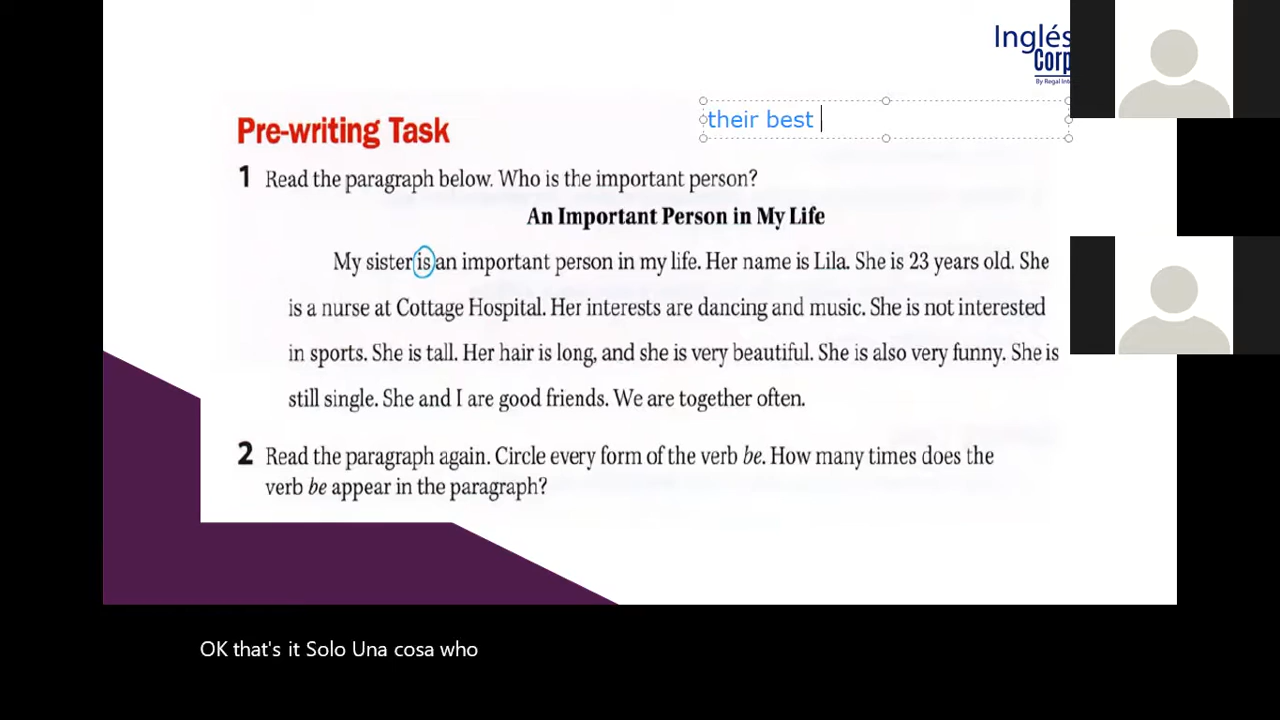 Inglés
Corp
By Regal Inte
their best
Pre-writing Task
1 Read the paragraph below. Who is the important person?
An Important Person in My Life
My sister is an important person in my life. Her name is Lila. She is 23 years old. She
is a nurse at Cottage Hospital. Her interests are dancing and music. She is not interested
in sports. She is tall. Her hair is long, and she is very beautiful. She is also very funny. She is
still single. She and I are good friends. We are together often.
2 Read the paragraph again. Circle every form of the verb be. How many times does the
verb be appear in the paragraph?
OK that's it Solo Una cosa who